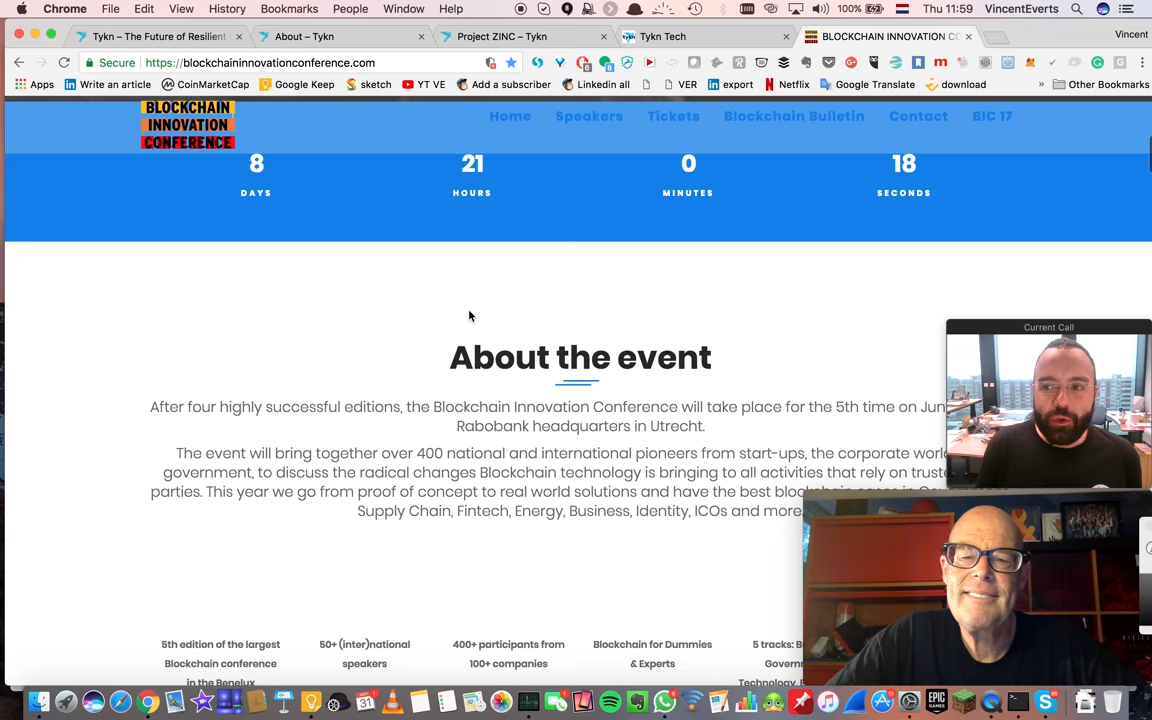 Chrome File Edit View History Bookmarks People Window Help 100% Thu 11:59 VincentEverts
Tykn – The Future of Resilient
About – Tykn
Project ZINC – Tykn
Tykn Tech
BLOCKCHAIN INNOVATION CO
Vincent
Secure https://blockchaininnovationconference.com
Apps Write an article CoinMarketCap Google Keep sketch YT VE Add a subscriber Linkedin all VER export Netflix Google Translate download » Other Bookmarks
BLOCKCHAIN
INNOVATION
CONFERENCE
Home Speakers Tickets Blockchain Bulletin Contact BIC 17
8 21 0 18
DAYS HOURS MINUTES SECONDS
About the event
After four highly successful editions, the Blockchain Innovation Conference will take place for the 5th time on Jun
Rabobank headquarters in Utrecht.
The event will bring together over 400 national and international pioneers from start-ups, the corporate world
government, to discuss the radical changes Blockchain technology is bringing to all activities that rely on truste
parties. This year we go from proof of concept to real world solutions and have the best
Supply Chain, Fintech, Energy, Business, Identity, ICOs and more.
Current Call
5th edition of the largest
Blockchain conference
in the Benelux
50+(inter)national
speakers
400+ participants from
100+ companies
Blockchain for Dummies
& Experts
5 tracks: B
Govern
Technology,